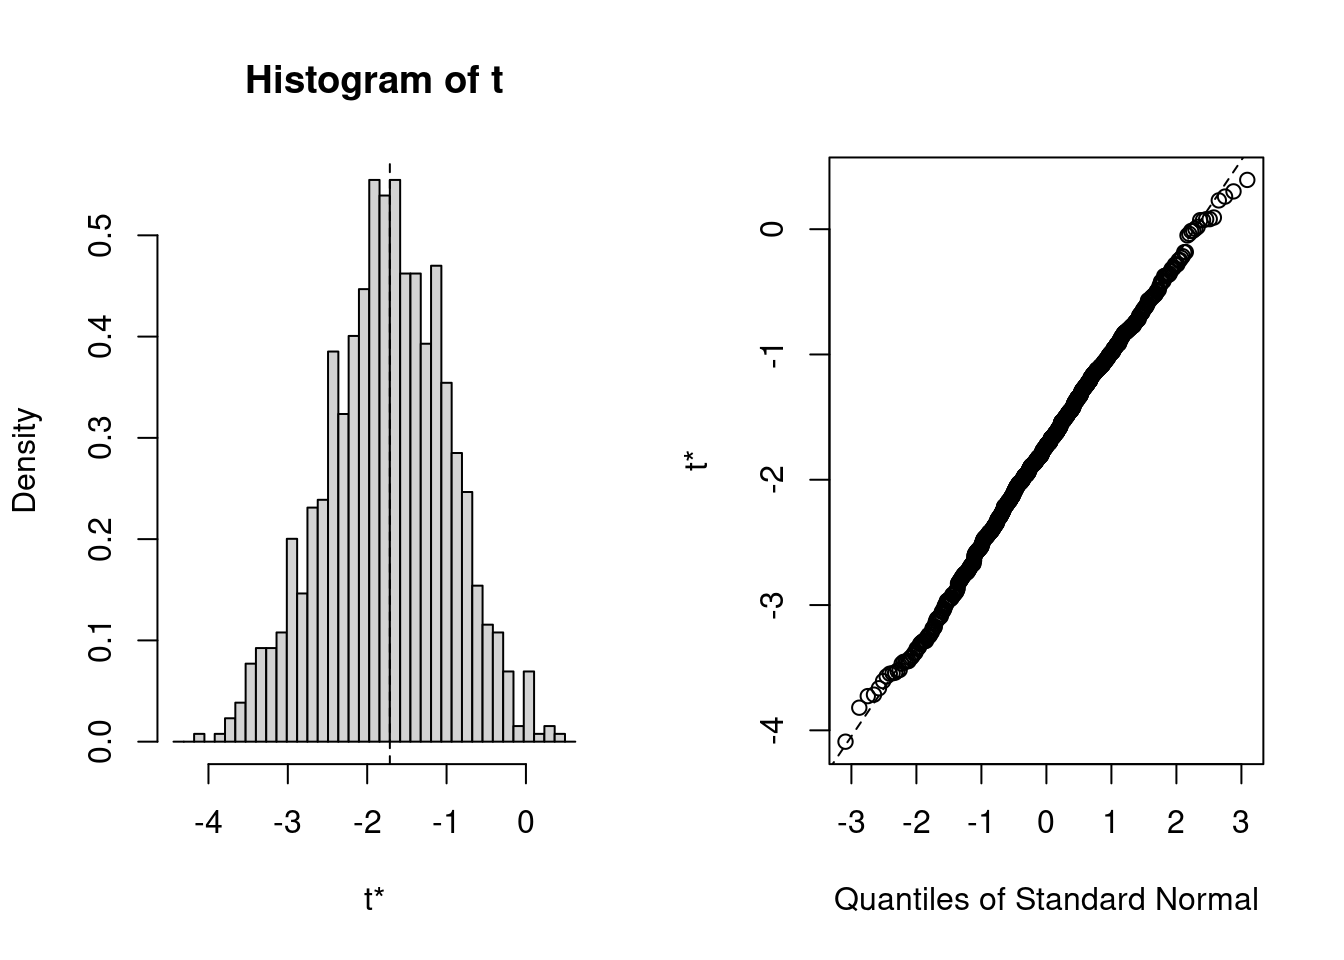 Histogram of t
Density
0.0 0.1 0.2 0.3 0.4 0.5
-4 -3 -2 -1 0
t*
t*
-4 -3 -2 -1 0
-3 -2 -1 0 1 2 3
Quantiles of Standard Normal